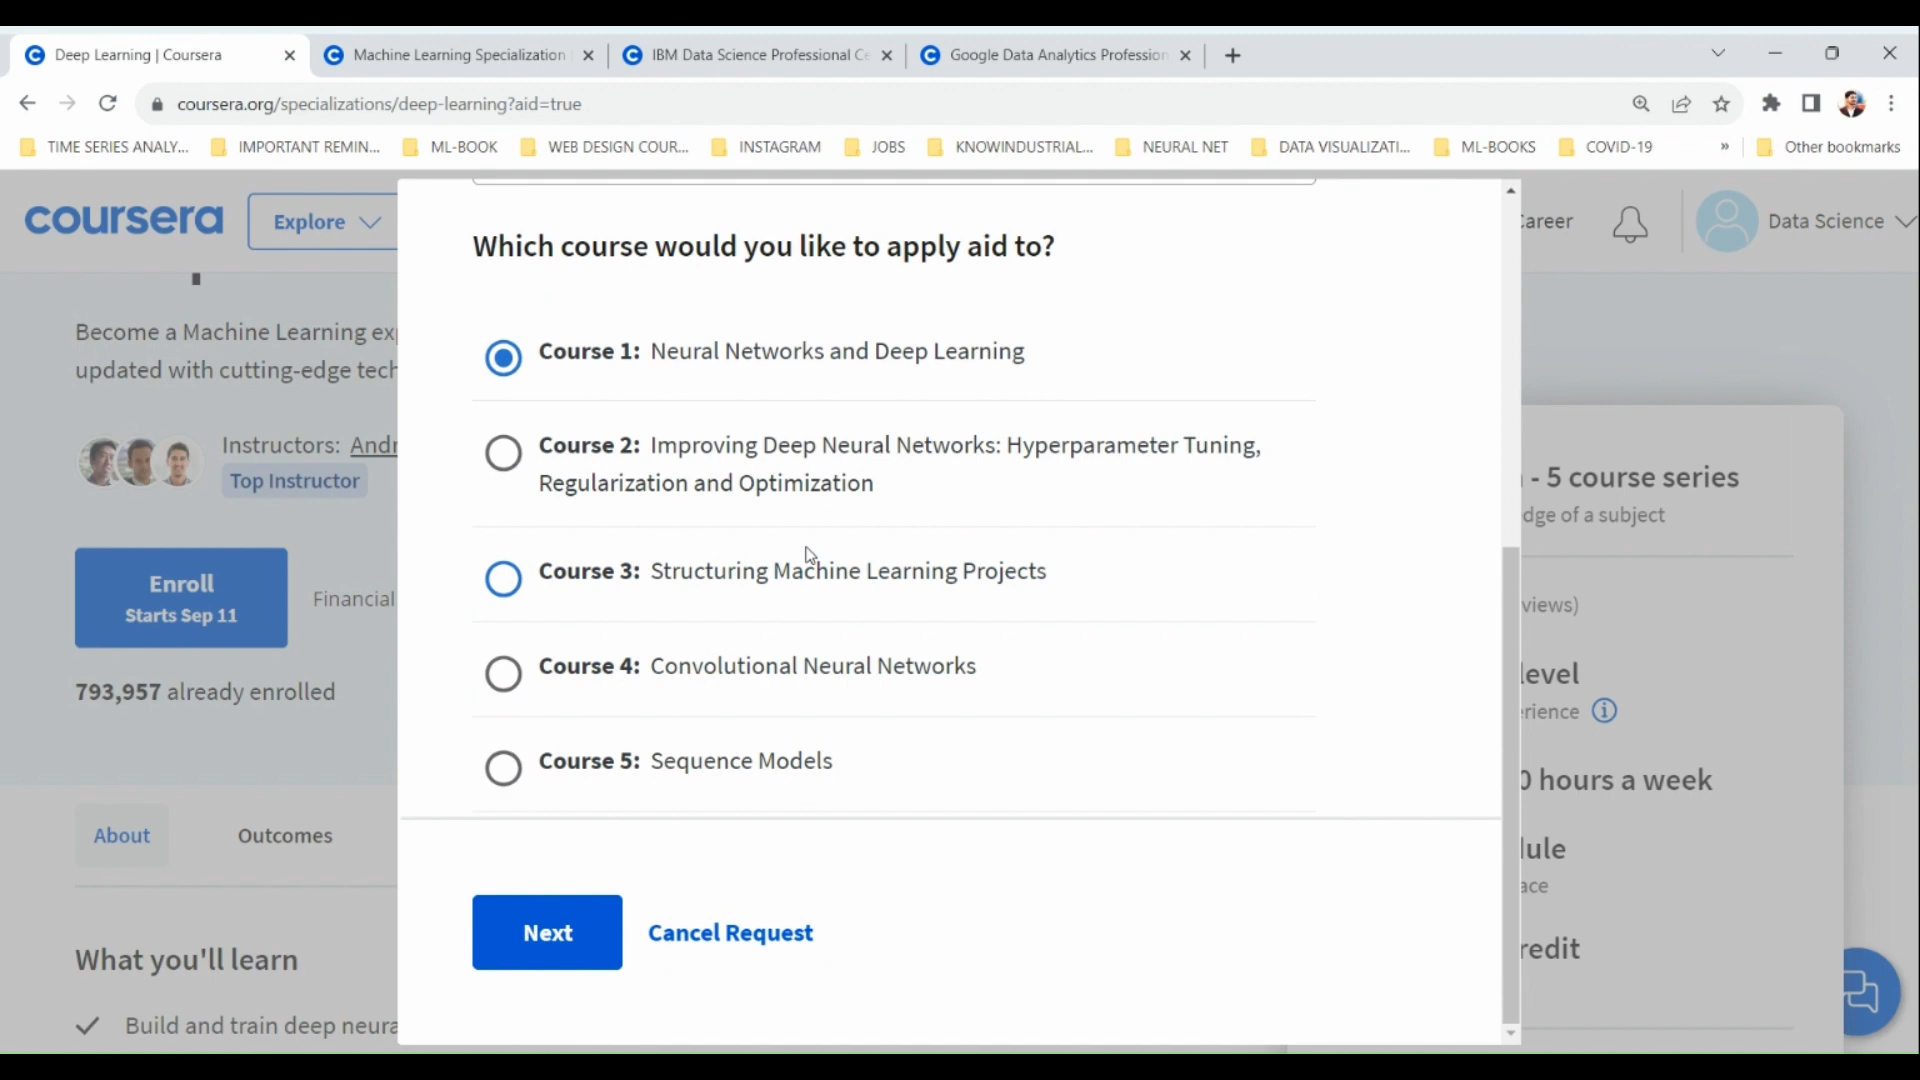 Deep Learning | Coursera
Machine Learning Specialization
IBM Data Science Professional Ce
Google Data Analytics Profession
coursera.org/specializations/deep-learning?aid=true
TIME SERIES ANALY...
IMPORTANT REMIN...
ML-BOOK
WEB DESIGN COUR...
INSTAGRAM
JOBS
KNOWINDUSTRIAL...
NEURAL NET
DATA VISUALIZATI...
ML-BOOKS
COVID-19
»
Other bookmarks
coursera
Explore
Career
Data Science
Become a Machine Learning
updated with cutting-edge tech
Instructors: Andr
Top Instructor
Enroll
Starts Sep 11
Financial
793,957 already enrolled
About
Outcomes
What you'll learn
Build and train deep neura
Which course would you like to apply aid to?
Course 1: Neural Networks and Deep Learning
Course 2: Improving Deep Neural Networks: Hyperparameter Tuning,
Regularization and Optimization
Course 3: Structuring Machine Learning Projects
Course 4: Convolutional Neural Networks
Course 5: Sequence Models
Next
Cancel Request
- 5 course series
dge of a subject
views)
level
rience
0 hours a week
dule
ace
redit